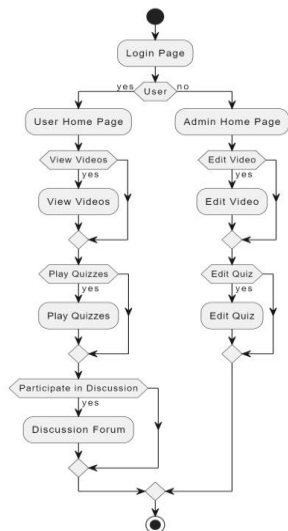 Login Page
yes
User
no
User Home Page
Admin Home Page
View Videos
yes
View Videos
Edit Video
yes
Edit Video
Play Quizzes
yes
Play Quizzes
Edit Quiz
yes
Edit Quiz
Participate in Discussion
yes
Discussion Forum